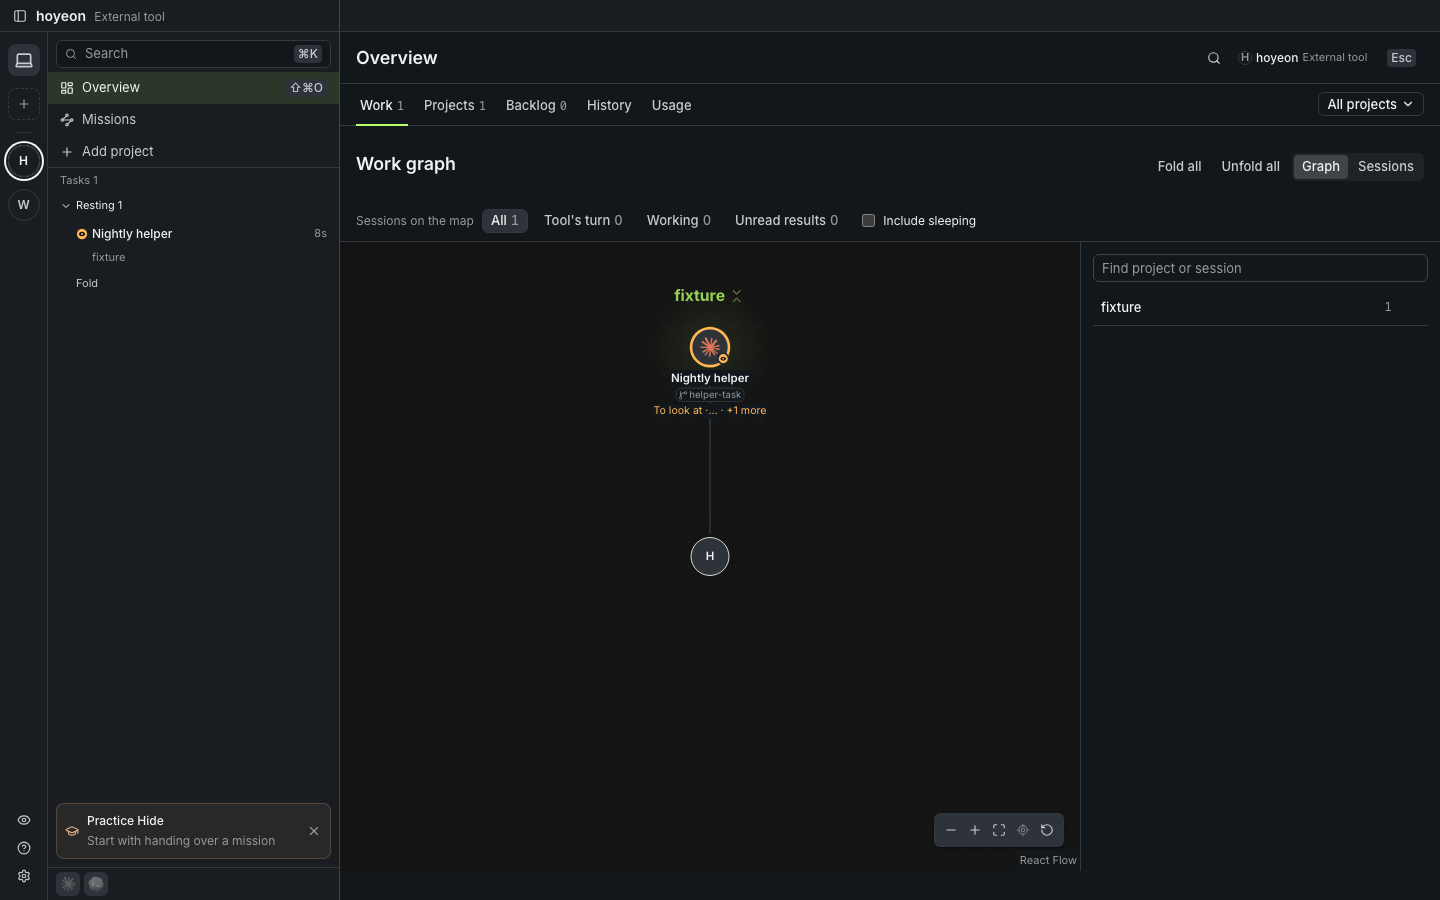 hoyeon External tool
Search ⌘K
Overview ⇧⌘O
Missions
Add project
H
W
Tasks 1
Resting 1
Nightly helper 8s
fixture
Fold
Practice Hide
Start with handing over a mission
Overview
H hoyeon External tool Esc
Work 1 Projects 1 Backlog 0 History Usage All projects
Work graph
Fold all Unfold all Graph Sessions
Sessions on the map All 1 Tool's turn 0 Working 0 Unread results 0 Include sleeping
fixture
Nightly helper
helper-task
To look at ·... · +1 more
H
React Flow
Find project or session
fixture 1